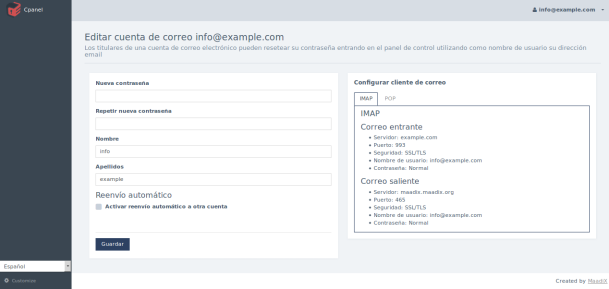 Cpanel
info@example.com
Editar cuenta de correo info@example.com
Los titulares de una cuenta de correo electrónico pueden resetear su contraseña entrando en el panel de control utilizando como nombre de usuario su dirección
email
Nueva contraseña
Repetir nueva contraseña
Nombre
info
Apellidos
example
Reenvío automático
Activar reenvío automático a otra cuenta
Guardar
Configurar cliente de correo
IMAP POP
IMAP
Correo entrante
Servidor: example.com
Puerto: 993
Seguridad: SSL/TLS
Nombre de usuario: info@example.com
Contraseña: Normal
Correo saliente
Servidor: maadix.maadix.org
Puerto: 465
Seguridad: SSL/TLS
Nombre de usuario: info@example.com
Contraseña: Normal
Español
Customize
Created by MaadiX